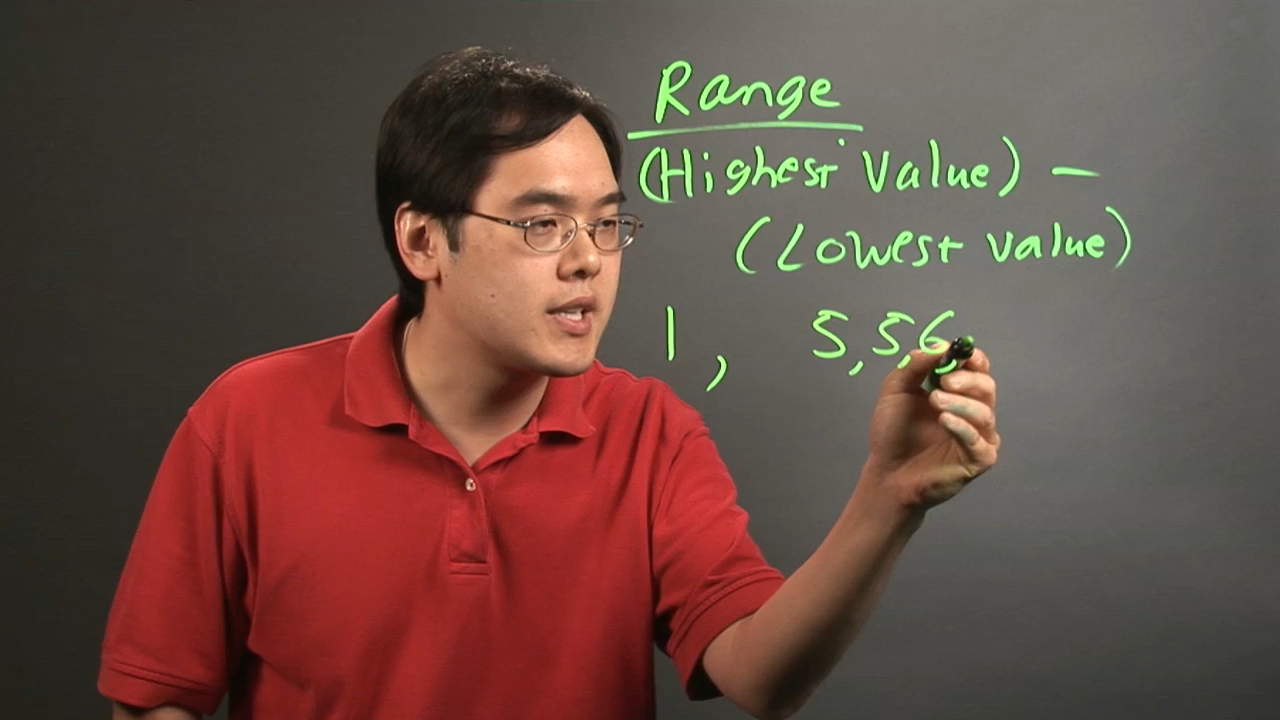 Range
(Highest Value) -
(Lowest value)
1, 5,5,6,